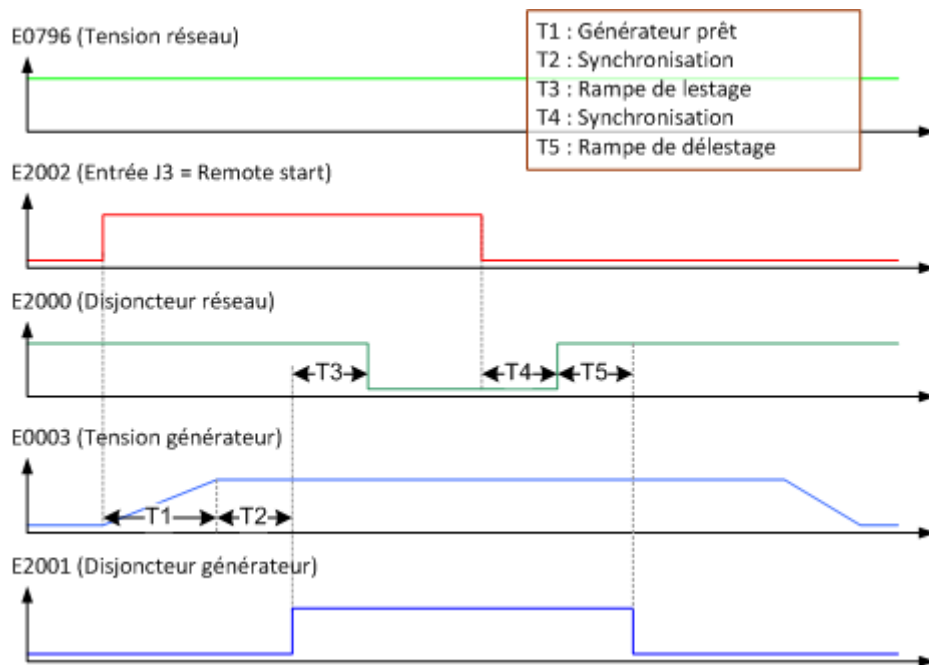 E0796 (Tension réseau)
T1 : Générateur prêt
T2 : Synchronisation
T3 : Rampe de lestage
T4 : Synchronisation
T5 : Rampe de délestage
E2002 (Entrée J3 = Remote start)
E2000 (Disjoncteur réseau)
T3
T4
T5
E0003 (Tension générateur)
T1
T2
E2001 (Disjoncteur générateur)